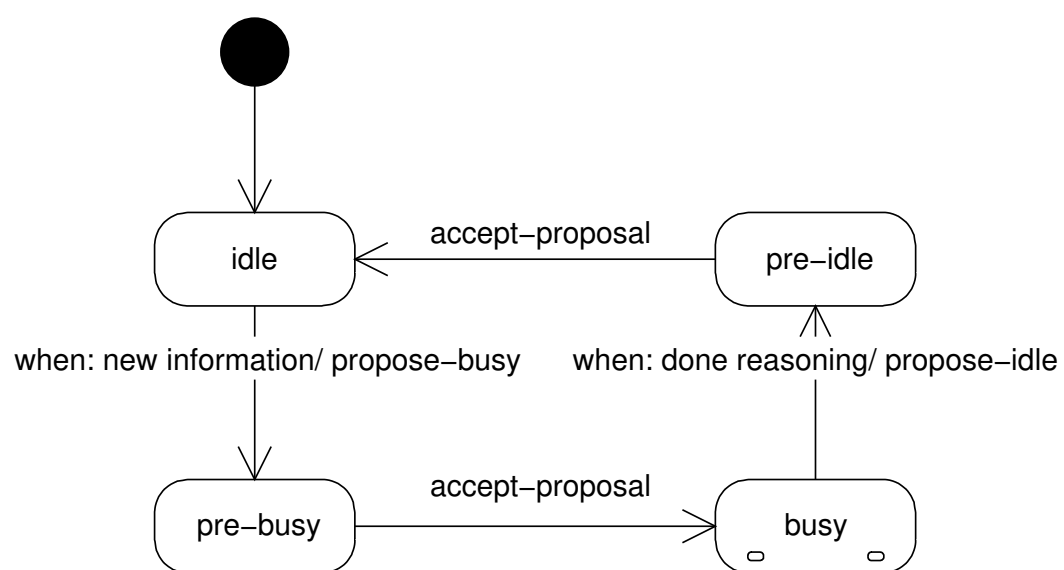 accept−proposal
idle
pre−idle
when: new information/ propose−busy
when: done reasoning/ propose−idle
accept−proposal
pre−busy
busy